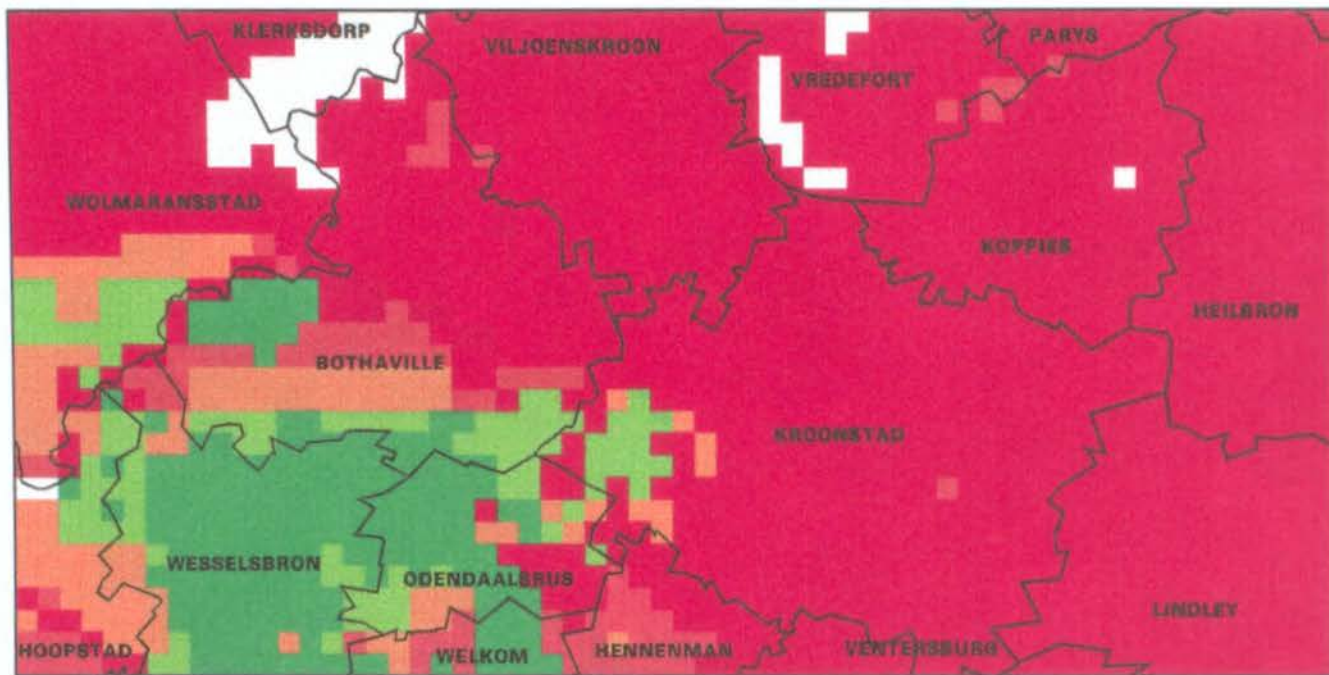 KLERKSDORP
VILJOENSKROON
PARYS
VREDEFORT
WOLMARANSSTAD
KOPPIES
HEILBRON
BOTHAVILLE
KROONSTAD
WESSELSBRON
ODENDAALSRUS
LINDLEY
HOOPSTAD
WELKOM
HENNENMAN
VENTERSBURG